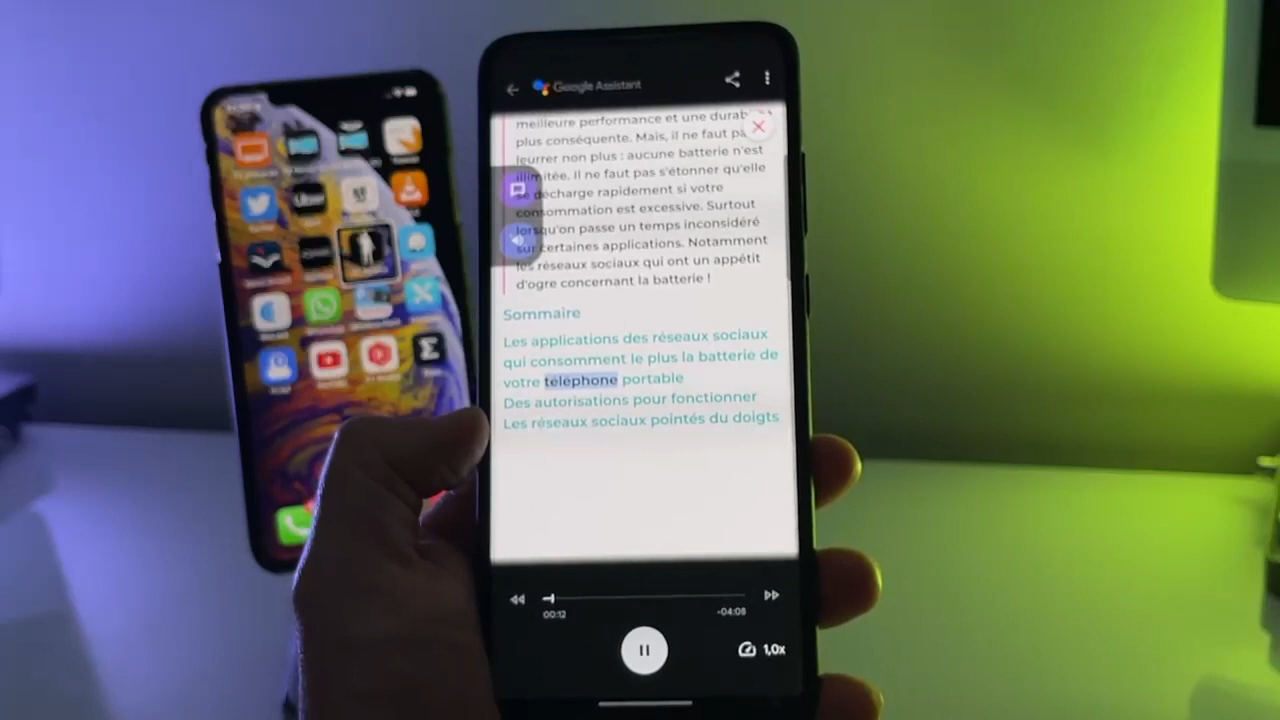 Google Assistant
meilleure performance et une durab
plus conséquente. Mais, il ne faut pa
leurrer non plus : aucune batterie n'est
illimitée. Il ne faut pas s'étonner qu'elle
se décharge rapidement si votre
consommation est excessive. Surtout
lorsqu'on passe un temps inconsidéré
sur certaines applications. Notamment
les réseaux sociaux qui ont un appétit
d'ogre concernant la batterie !
Sommaire
Les applications des réseaux sociaux
qui consomment le plus la batterie de
votre téléphone portable
Des autorisations pour fonctionner
Les réseaux sociaux pointés du doigts
00:12
-04:08
1,0x
Uber